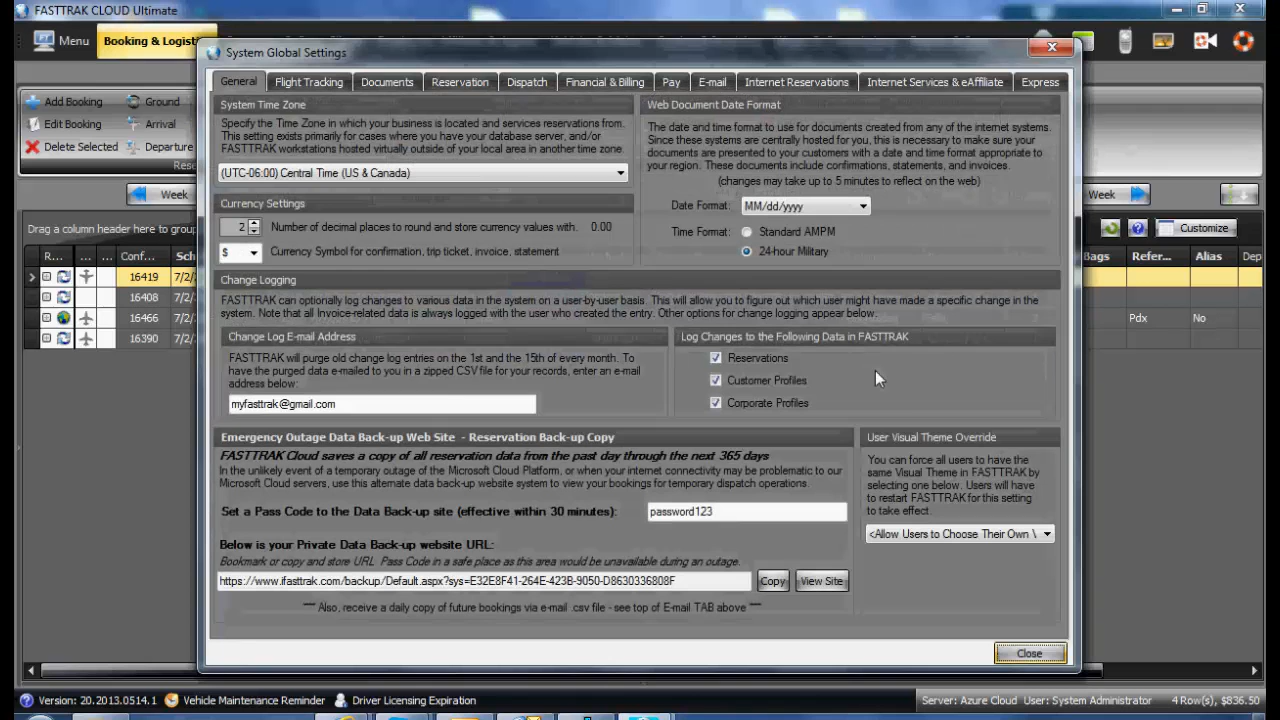 FASTTRAK CLOUD Ultimate
Menu
Booking & Logisti
System Global Settings
General
Flight Tracking
Documents
Reservation
Dispatch
Financial & Billing
Pay
E-mail
Internet Reservations
Internet Services & eAffiliate
Express
Add Booking
Ground
Edit Booking
Arrival
Delete Selected
Departure
Rese
Week
Week
Drag a column header here to group
Customize
R...
...
...
Conf...
Sch
Bags
Refer...
Alias
Dep
16419
7/2/
16408
7/2/
16466
7/2/
Pdx
No
16390
7/2/
System Time Zone
Specify the Time Zone in which your business is located and services reservations from.
This setting exists primarily for cases where you have your database server, and/or
FASTTRAK workstations hosted virtually outside of your local area in another time zone.
(UTC-06:00) Central Time (US & Canada)
Currency Settings
2
Number of decimal places to round and store currency values with.
0.00
$
Currency Symbol for confirmation, trip ticket, invoice, statement
Web Document Date Format
The date and time format to use for documents created from any of the internet systems.
Since these systems are centrally hosted for you, this is necessary to make sure your
documents are presented to your customers with a date and time format appropriate to
your region. These documents include confirmations, statements, and invoices.
(changes may take up to 5 minutes to reflect on the web)
Date Format:
MM/dd/yyyy
Time Format:
Standard AMPM
24-hour Military
Change Logging
FASTTRAK can optionally log changes to various data in the system on a user-by-user basis. This will allow you to figure out which user might have made a specific change in the
system. Note that all Invoice-related data is always logged with the user who created the entry. Other options for change logging appear below.
Change Log E-mail Address
FASTTRAK will purge old change log entries on the 1st and the 15th of every month. To
have the purged data e-mailed to you in a zipped CSV file for your records, enter an e-mail
address below:
myfasttrak@gmail.com
Log Changes to the Following Data in FASTTRAK
Reservations
Customer Profiles
Corporate Profiles
Emergency Outage Data Back-up Web Site - Reservation Back-up Copy
FASTTRAK Cloud saves a copy of all reservation data from the past day through the next 365 days
In the unlikely event of a temporary outage of the Microsoft Cloud Platform, or when your internet connectivity may be problematic to our
Microsoft Cloud servers, use this alternate data back-up website system to view your bookings for temporary dispatch operations.
Set a Pass Code to the Data Back-up site (effective within 30 minutes):
password123
Below is your Private Data Back-up website URL:
Bookmark or copy and store URL Pass Code in a safe place as this area would be unavailable during an outage.
https://www.ifasttrak.com/backup/Default.aspx?sys=E32E8F41-264E-423B-9050-D8630336808F
Copy
View Site
Also, receive a daily copy of future bookings via e-mail .csv file - see top of E-mail TAB above
User Visual Theme Override
You can force all users to have the
same Visual Theme in FASTTRAK by
selecting one below. Users will have
to restart FASTTRAK for this setting
to take effect.
<Allow Users to Choose Their Own \
Close
Version: 20.2013.0514.1
Vehicle Maintenance Reminder
Driver Licensing Expiration
Server: Azure Cloud User: System Administrator
4 Row(s), $836.50